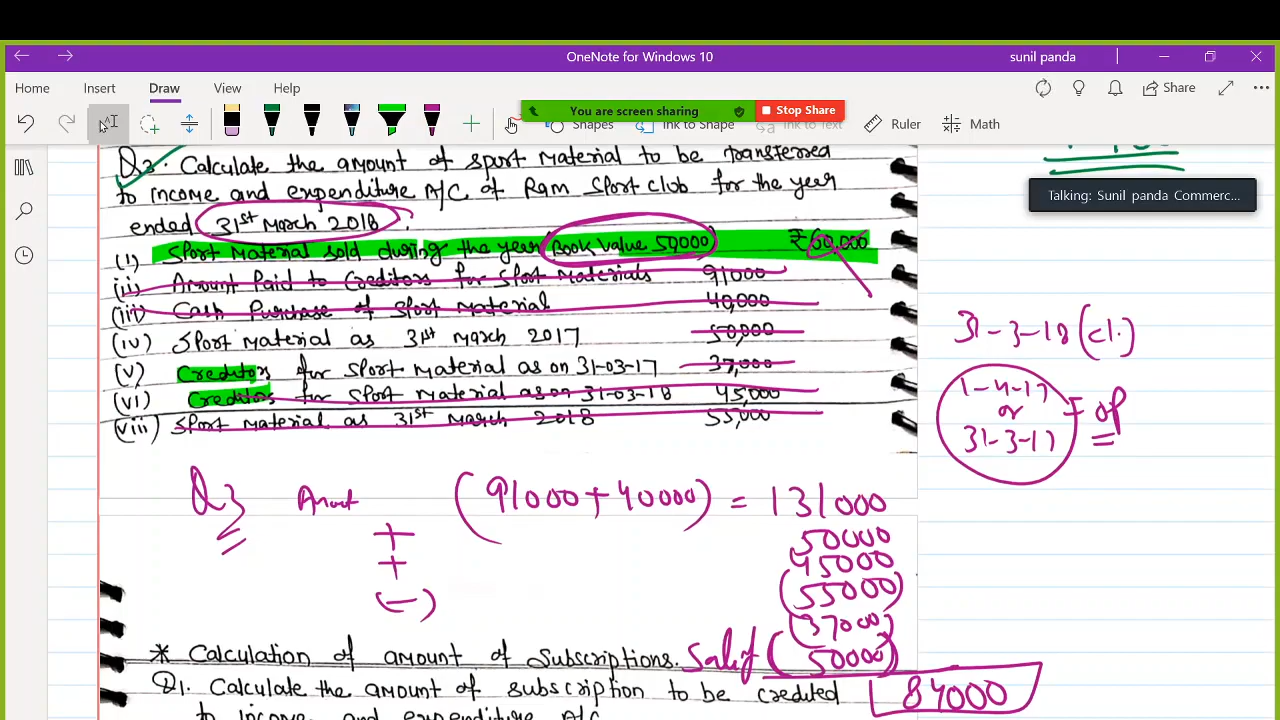 OneNote for Windows 10
sunil panda
Home Insert Draw View Help
Share
You are screen sharing
Stop Share
Shapes
Ink to Shape
Ink to Text
Ruler
Math
Talking: Sunil panda Commerc...
Q3. Calculate the amount of sport material to be transferred
to income and expenditure A/C of Ram Sport club for the year
ended 31st March 2018.
(i) Sport Material sold during the year (Book Value 50000) ₹60,000
(ii) Amount Paid to Creditors for Sport Materials 91000
(iii) Cash Purchase of Sport Material 40,000
(iv) Sport Material as 31st March 2017 50,000
(v) Creditors for Sport material as on 31-03-17 37,000
(vi) Creditors for Sport material as on 31-03-18 45,000
(viii) Sport Material as 31st March 2018 55,000
31-3-18 (cl.)
1-4-17
or
31-3-17
= op
Q3 Amout (91000+40000) = 131000
+ 50000
+ 45000
(-) (55000)
(37000)
(50000)
84000
* Calculation of amount of Subscriptions.
Q1. Calculate the amount of subscription to be credited
to income and expenditure A/C